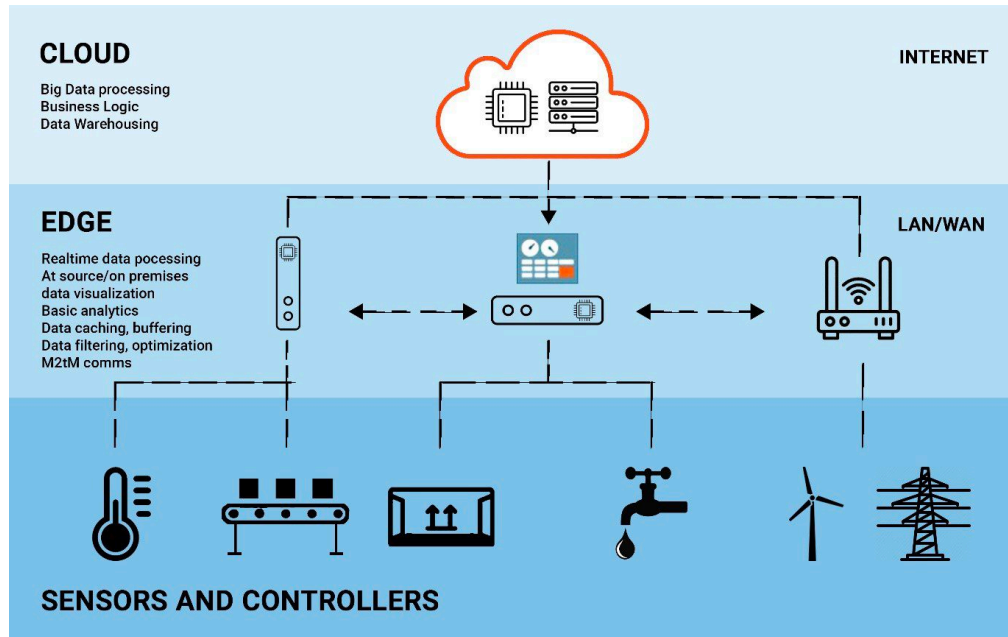 CLOUD
INTERNET
Big Data processing
Business Logic
Data Warehousing
EDGE
LAN/WAN
Realtime data pocessing
At source/on premises
data visualization
Basic analytics
Data caching, buffering
Data filtering, optimization
M2tM comms
SENSORS AND CONTROLLERS